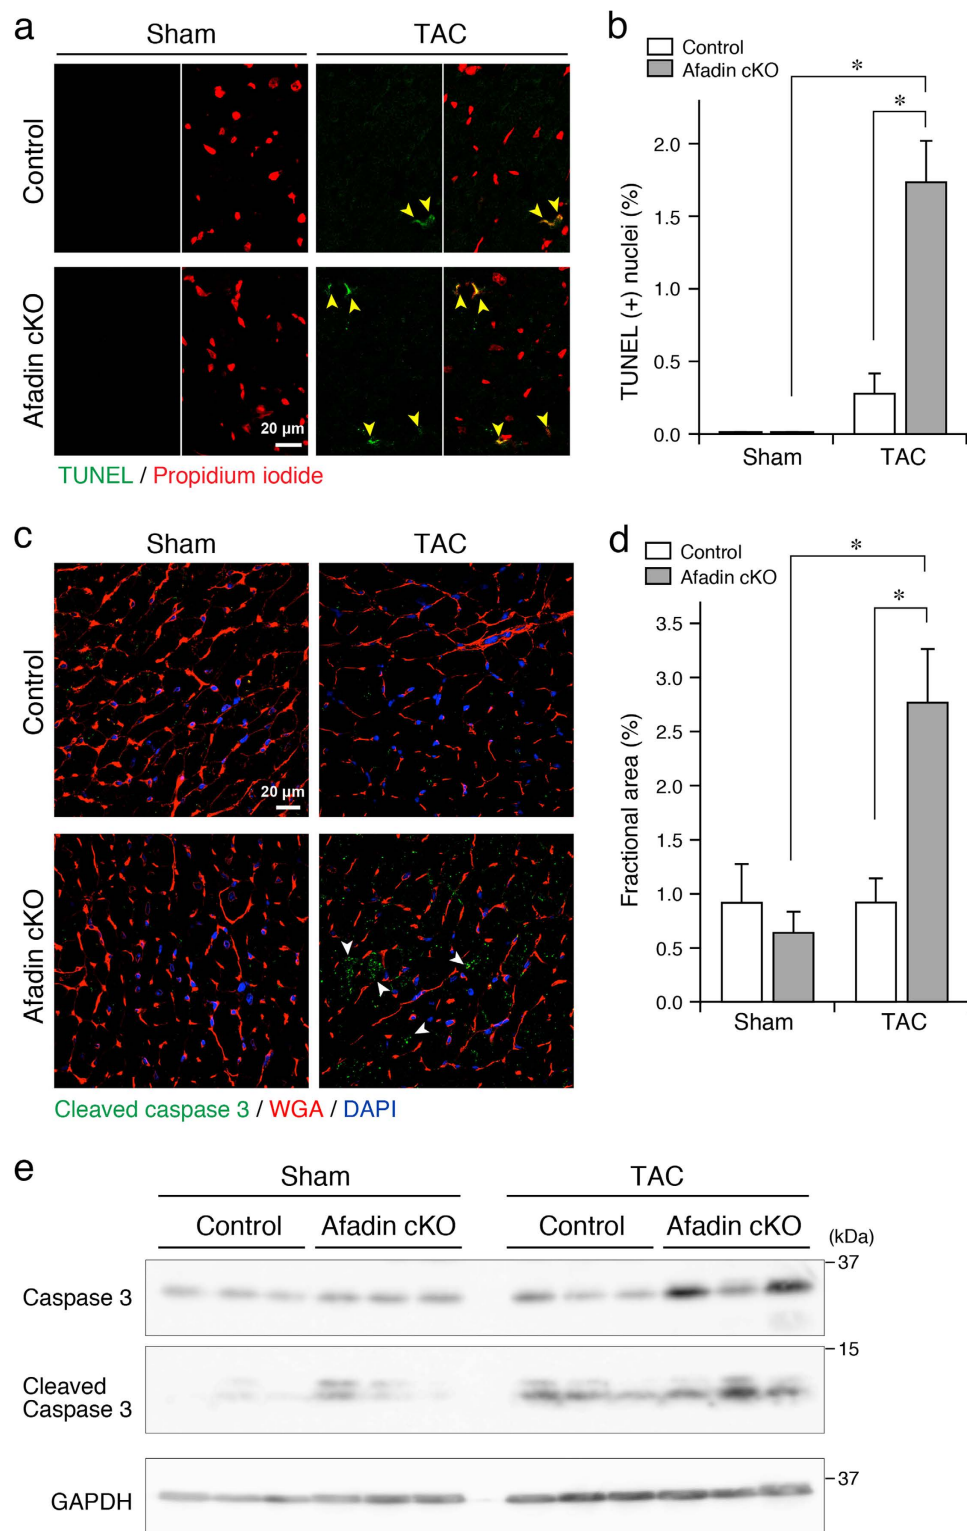 a
Sham
TAC
Control
Afadin cKO
20 μm
TUNEL / Propidium iodide
b
Control
Afadin cKO
*
*
TUNEL (+) nuclei (%)
2.0
1.5
1.0
0.5
0.0
Sham
TAC
c
Sham
TAC
Control
20 μm
Afadin cKO
Cleaved caspase 3 / WGA / DAPI
d
Control
Afadin cKO
*
*
Fractional area (%)
3.5
3.0
2.5
2.0
1.5
1.0
0.5
0.0
Sham
TAC
e
Sham
TAC
Control
Afadin cKO
Control
Afadin cKO
(kDa)
37
Caspase 3
15
Cleaved
Caspase 3
37
GAPDH